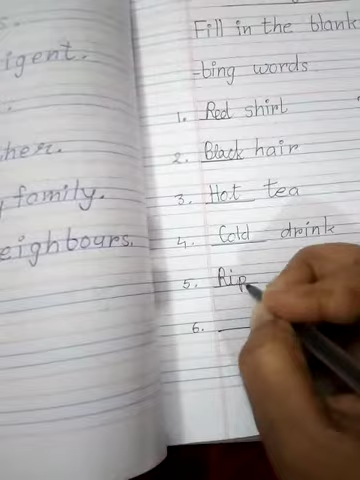 s.
igent.
.
her.
y family.
eighbours.
Fill in the blank
-bing words
1. Red shirt
2. Black hair
3. Hot tea
4. Cold drink
5. Rip
6.